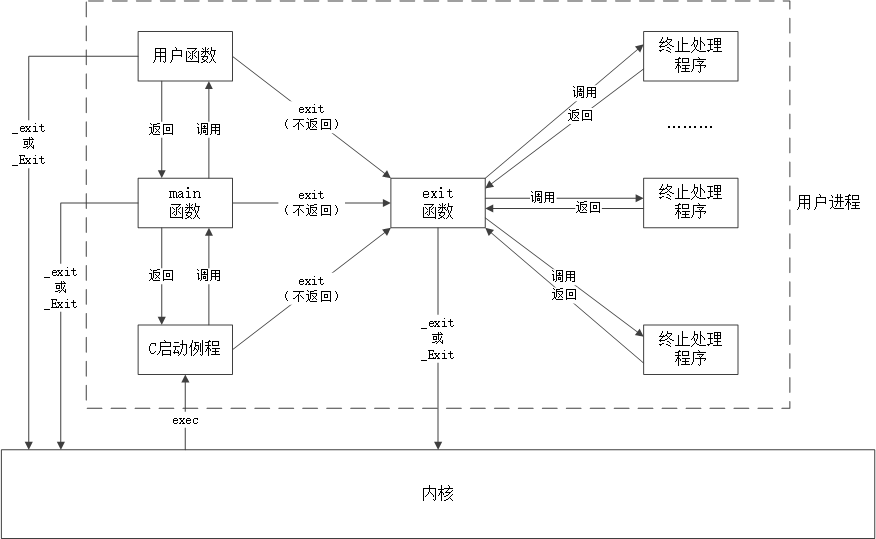 用户函数
终止处理
程序
调用
返回
………
exit
（不返回）
_exit
或
_Exit
返回
调用
main
函数
exit
（不返回）
exit
函数
调用
返回
终止处理
程序
用户进程
_exit
或
_Exit
返回
调用
exit
（不返回）
调用
返回
_exit
或
_Exit
C启动例程
终止处理
程序
exec
内核